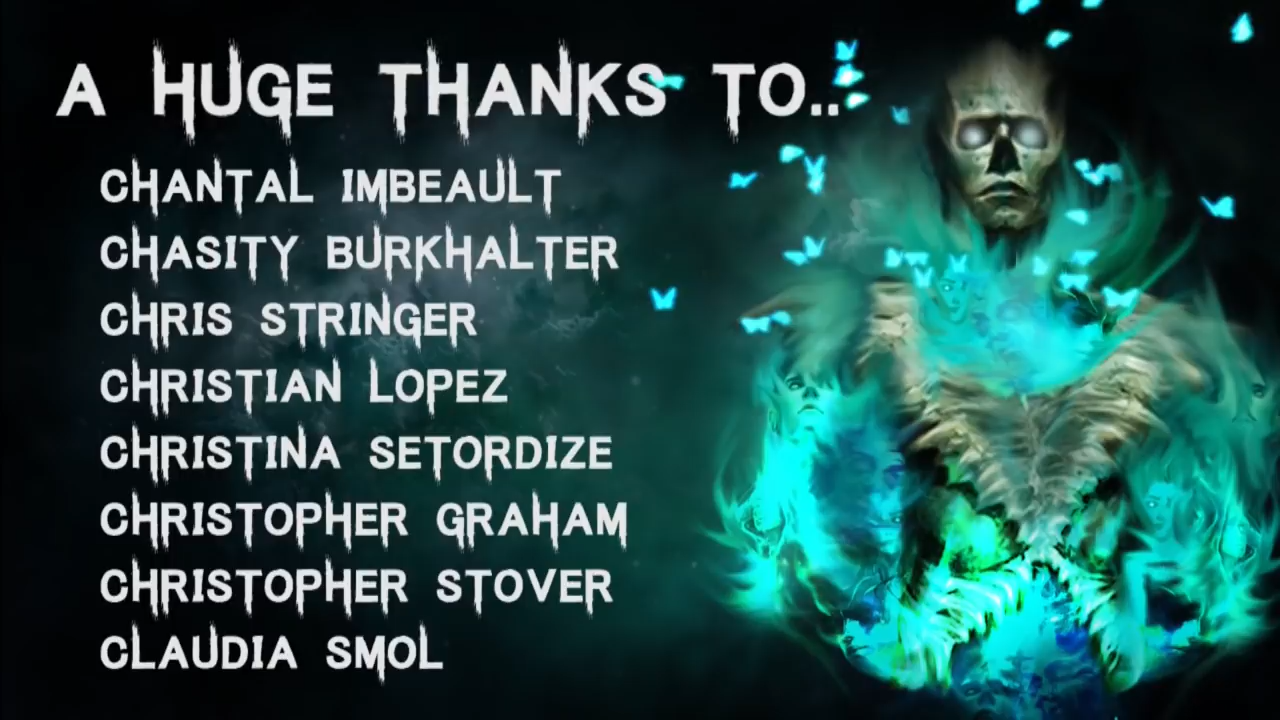 A HUGE THANKS TO..
CHANTAL IMBEAULT
CHASITY BURKHALTER
CHRIS STRINGER
CHRISTIAN LOPEZ
CHRISTINA SETORDIZE
CHRISTOPHER GRAHAM
CHRISTOPHER STOVER
CLAUDIA SMOL